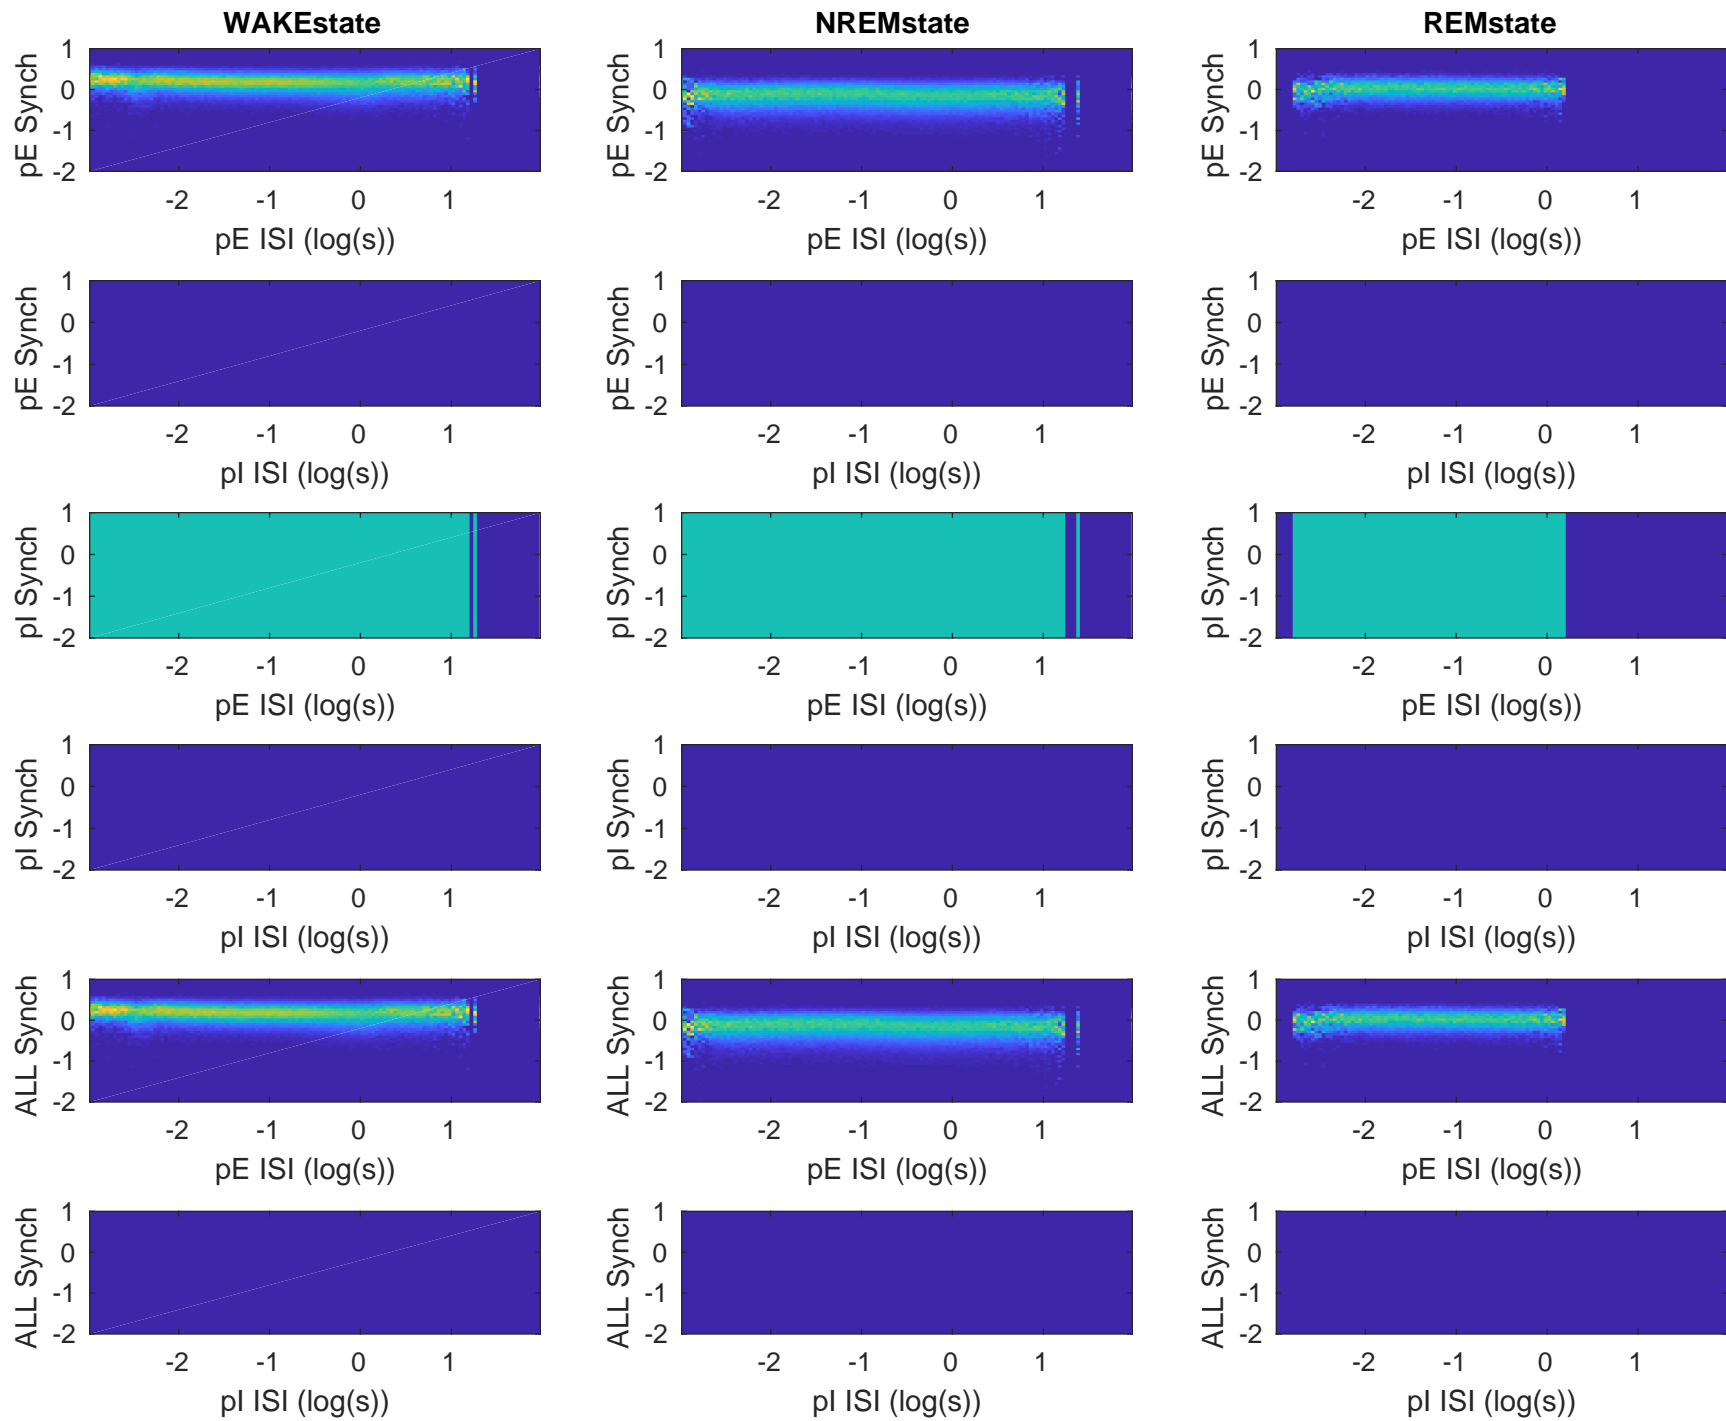 WAKEstate NREMstate REMstate
1 1 1
0 0 0
-1 -1 -1
-2 -2 -2
pE Synch pE Synch pE Synch
-2 -1 0 1 -2 -1 0 1 -2 -1 0 1
pE ISI (log(s)) pE ISI (log(s)) pE ISI (log(s))
1 1 1
0 0 0
-1 -1 -1
-2 -2 -2
pE Synch pE Synch pE Synch
-2 -1 0 1 -2 -1 0 1 -2 -1 0 1
pI ISI (log(s)) pI ISI (log(s)) pI ISI (log(s))
1 1 1
0 0 0
-1 -1 -1
-2 -2 -2
pI Synch pI Synch pI Synch
-2 -1 0 1 -2 -1 0 1 -2 -1 0 1
pE ISI (log(s)) pE ISI (log(s)) pE ISI (log(s))
1 1 1
0 0 0
-1 -1 -1
-2 -2 -2
pI Synch pI Synch pI Synch
-2 -1 0 1 -2 -1 0 1 -2 -1 0 1
pI ISI (log(s)) pI ISI (log(s)) pI ISI (log(s))
1 1 1
0 0 0
-1 -1 -1
-2 -2 -2
ALL Synch ALL Synch ALL Synch
-2 -1 0 1 -2 -1 0 1 -2 -1 0 1
pE ISI (log(s)) pE ISI (log(s)) pE ISI (log(s))
1 1 1
0 0 0
-1 -1 -1
-2 -2 -2
ALL Synch ALL Synch ALL Synch
-2 -1 0 1 -2 -1 0 1 -2 -1 0 1
pI ISI (log(s)) pI ISI (log(s)) pI ISI (log(s))